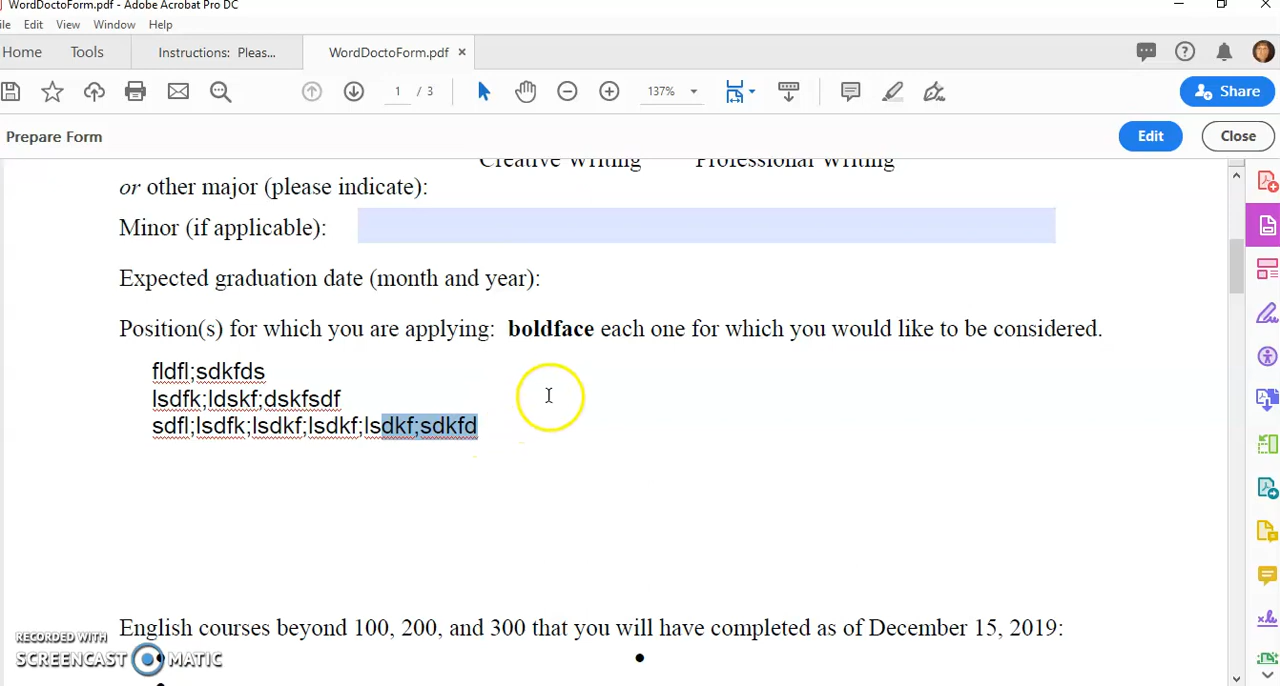 WordDoctoForm.pdf - Adobe Acrobat Pro DC
ile Edit View Window Help
Home Tools Instructions: Pleas... WordDoctoForm.pdf ×
1 / 3 137% Share
Prepare Form Edit Close
Creative Writing Professional Writing
or other major (please indicate):
Minor (if applicable):
Expected graduation date (month and year):
Position(s) for which you are applying: boldface each one for which you would like to be considered.
fldfl;sdkfds
lsdfk;ldskf;dskfsdf
sdfl;lsdfk;lsdkf;lsdkf;lsdkf;sdkfd
English courses beyond 100, 200, and 300 that you will have completed as of December 15, 2019:
RECORDED WITH
SCREENCAST MATIC